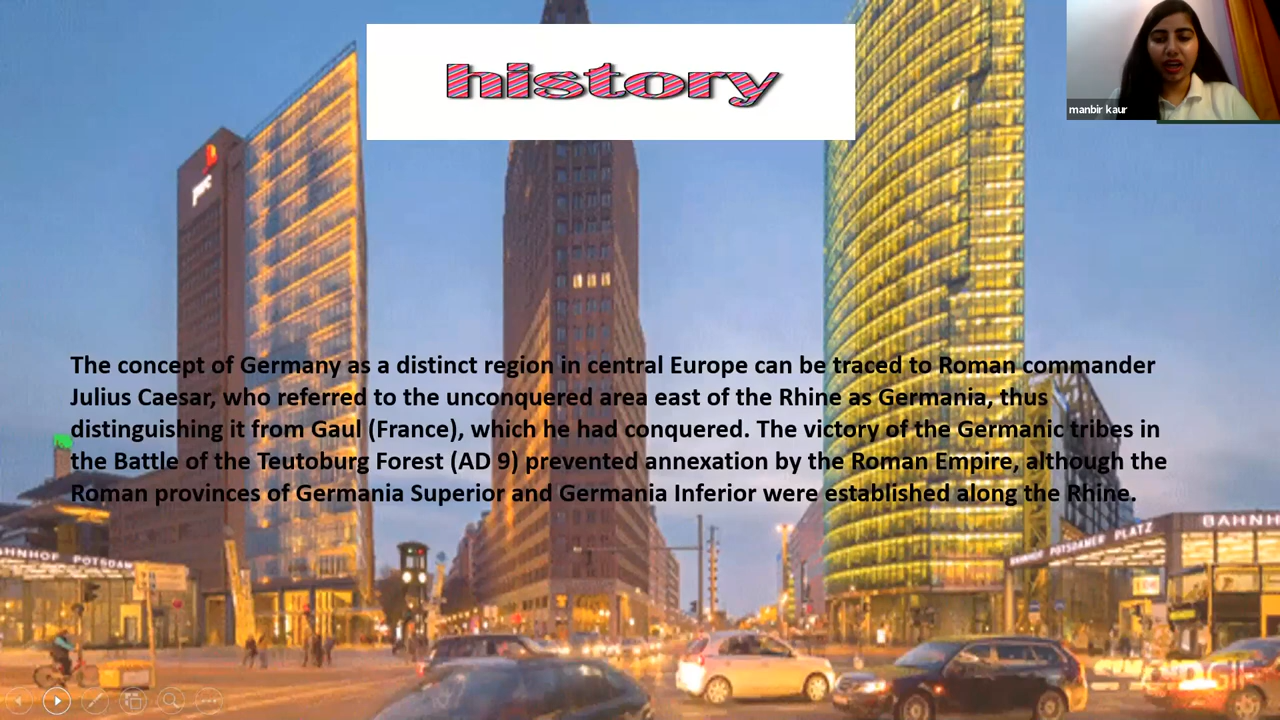 history
manbir kaur
pwc
The concept of Germany as a distinct region in central Europe can be traced to Roman commander
Julius Caesar, who referred to the unconquered area east of the Rhine as Germania, thus
distinguishing it from Gaul (France), which he had conquered. The victory of the Germanic tribes in
the Battle of the Teutoburg Forest (AD 9) prevented annexation by the Roman Empire, although the
Roman provinces of Germania Superior and Germania Inferior were established along the Rhine.
AHNHOF POTSDAM
BAHNHOF POTSDAMER PLATZ
BAHNH